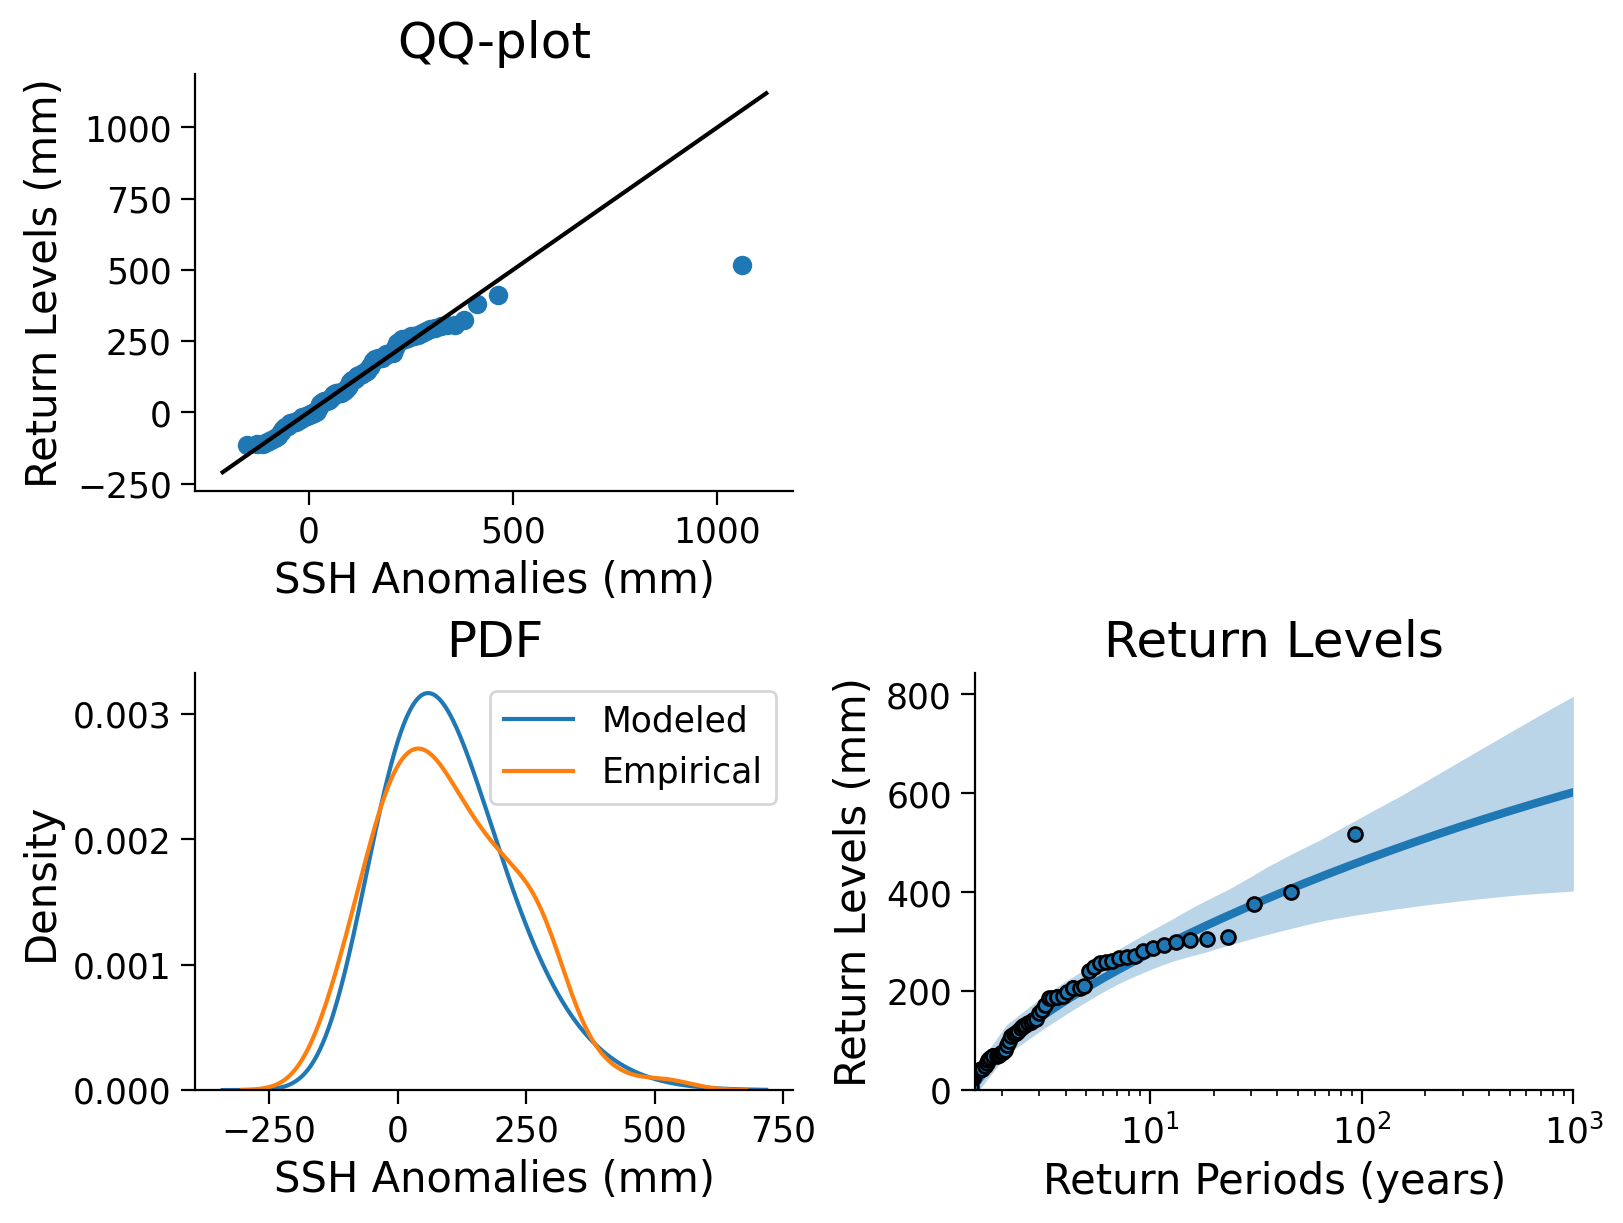 QQ-plot
Return Levels (mm)
1000
750
500
250
0
−250
0 500 1000
SSH Anomalies (mm)
PDF
Density
0.003
0.002
0.001
0.000
Modeled
Empirical
−250 0 250 500 750
SSH Anomalies (mm)
Return Levels
Return Levels (mm)
800
600
400
200
0
10¹ 10² 10³
Return Periods (years)